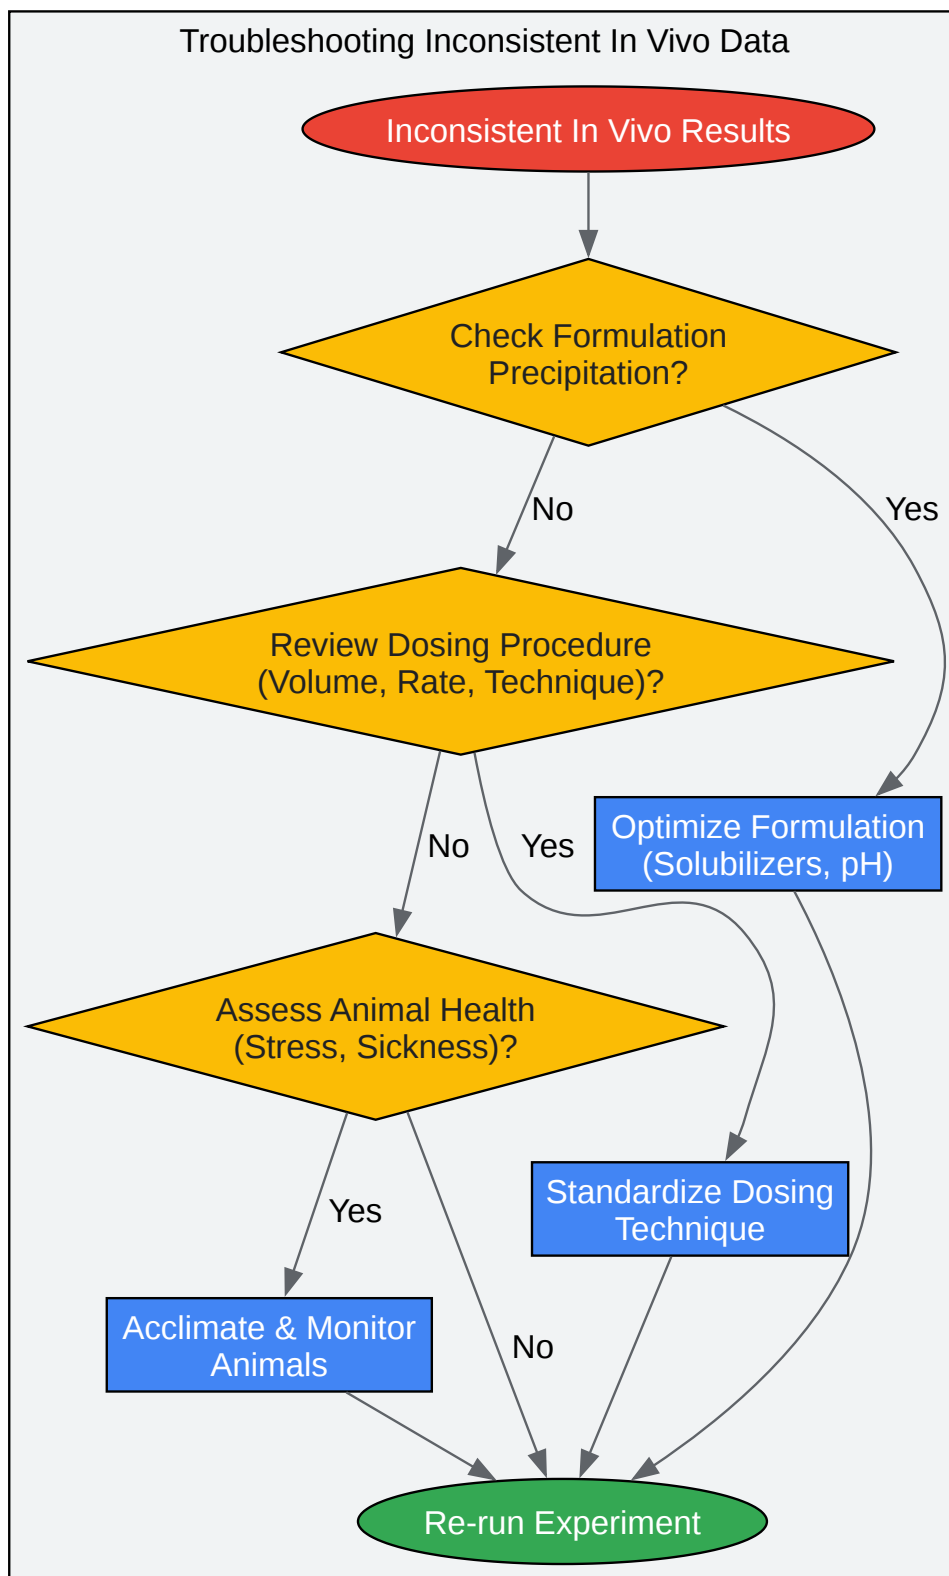 Troubleshooting Inconsistent In Vivo Data
Inconsistent In Vivo Results
Check Formulation
Precipitation?
No
Yes
Review Dosing Procedure
(Volume, Rate, Technique)?
No
Yes
Optimize Formulation
(Solubilizers, pH)
Assess Animal Health
(Stress, Sickness)?
Yes
Standardize Dosing
Technique
Acclimate & Monitor
Animals
No
Re-run Experiment